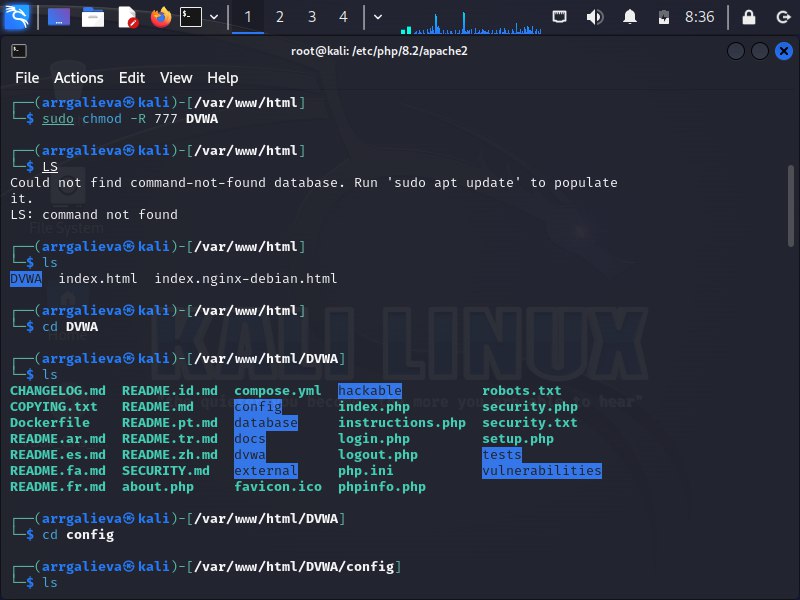 1 2 3 4 8:36
root@kali: /etc/php/8.2/apache2
File Actions Edit View Help
┌──(arrgalieva㉿kali)-[/var/www/html]
└─$ sudo chmod -R 777 DVWA
┌──(arrgalieva㉿kali)-[/var/www/html]
└─$ LS
Could not find command-not-found database. Run 'sudo apt update' to populate
it.
LS: command not found
File System
┌──(arrgalieva㉿kali)-[/var/www/html]
└─$ ls
DVWA index.html index.nginx-debian.html
┌──(arrgalieva㉿kali)-[/var/www/html]
└─$ cd DVWA
Home
KALI LINUX
┌──(arrgalieva㉿kali)-[/var/www/html/DVWA]
└─$ ls
CHANGELOG.md README.id.md compose.yml hackable robots.txt
COPYING.txt README.md config index.php security.php
Dockerfile README.pt.md database instructions.php security.txt
README.ar.md README.tr.md docs login.php setup.php
README.es.md README.zh.md dvwa logout.php tests
README.fa.md SECURITY.md external php.ini vulnerabilities
README.fr.md about.php favicon.ico phpinfo.php
┌──(arrgalieva㉿kali)-[/var/www/html/DVWA]
└─$ cd config
┌──(arrgalieva㉿kali)-[/var/www/html/DVWA/config]
└─$ ls